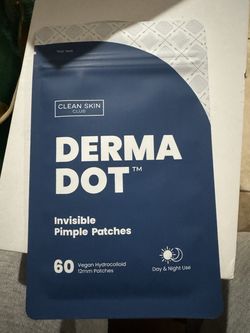 CLEAN SKIN
CLUB
DERMA
DOT™
Invisible
Pimple Patches
60 Vegan Hydrocolloid
12mm Patches
Day & Night Use